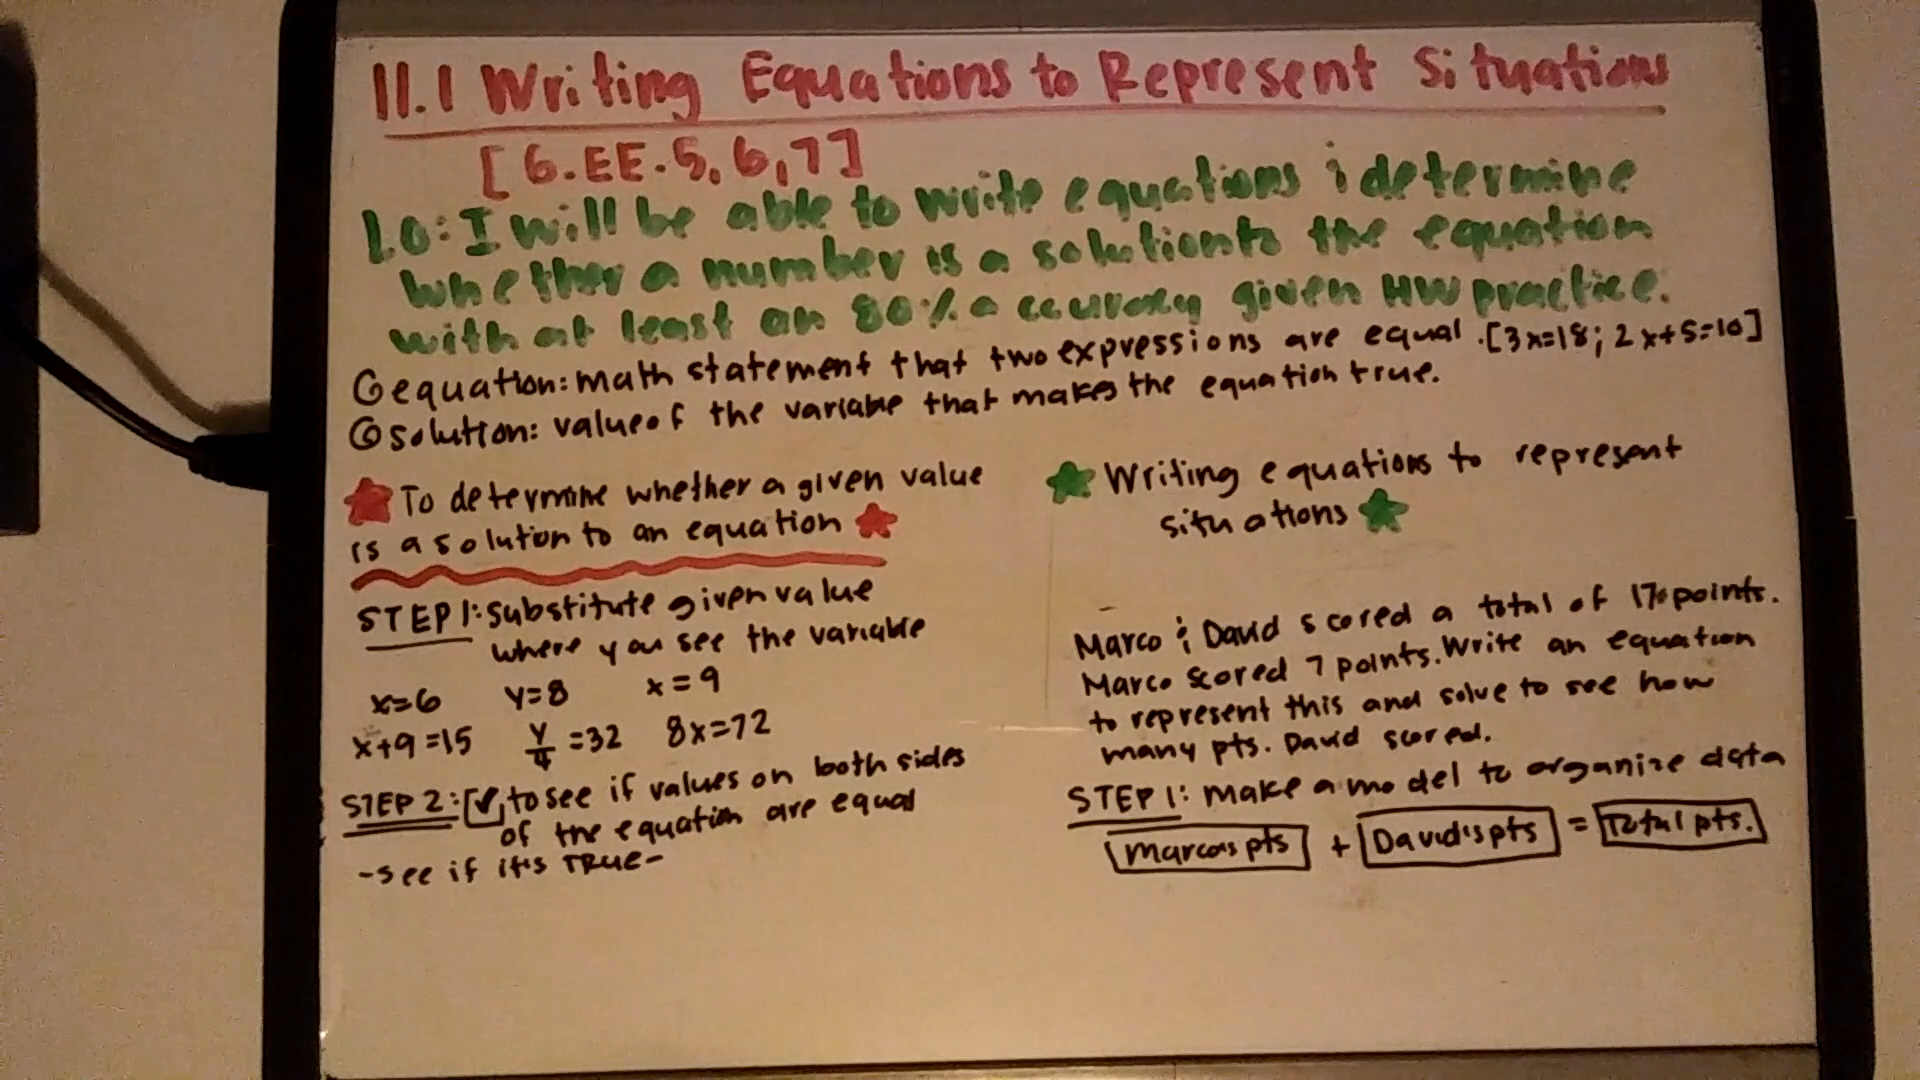 11.1 Writing Equations to Represent Situations
[6.EE.5,6,7]
L.O: I will be able to write equations & determine
whether a number is a solution to the equation
with at least an 80% accuracy given HW practice.
equation: math statement that two expressions are equal. [3x=18; 2x+5=10]
solution: value of the variable that makes the equation true.
To determine whether a given value
is a solution to an equation
STEP 1: substitute given value
where you see the variable
x=6 y=8 x=9
x+9=15 y/4=32 8x=72
STEP 2: [✓] to see if values on both sides
of the equation are equal
-see if it's TRUE-
Writing equations to represent
situations
Marco & David scored a total of points.
Marco scored 7 points. Write an equation
to represent this and solve to see how
many pts. David scored.
STEP 1: Make a model to organize data
Marco's pts + David's pts = Total pts.